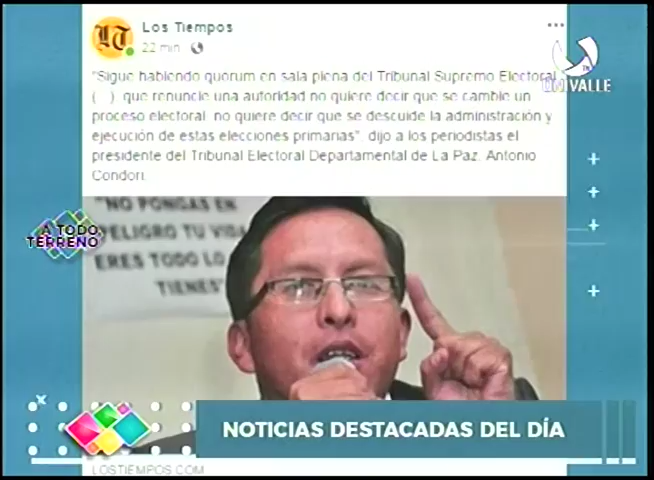 Los Tiempos
22 min
"Sigue habiendo quorum en sala plena del Tribunal Supremo Electoral
(...) que renuncie una autoridad no quiere decir que se cambie un
proceso electoral, no quiere decir que se descuide la administración y
ejecución de estas elecciones primarias", dijo a los periodistas el
presidente del Tribunal Electoral Departamental de La Paz, Antonio
Condori.
UNIVALLE
"NO PONGAS EN
PELIGRO TU VIDA
ERES TODO LO
TIENES"
A TODO
TERRENO
NOTICIAS DESTACADAS DEL DÍA
LOSTIEMPOS.COM